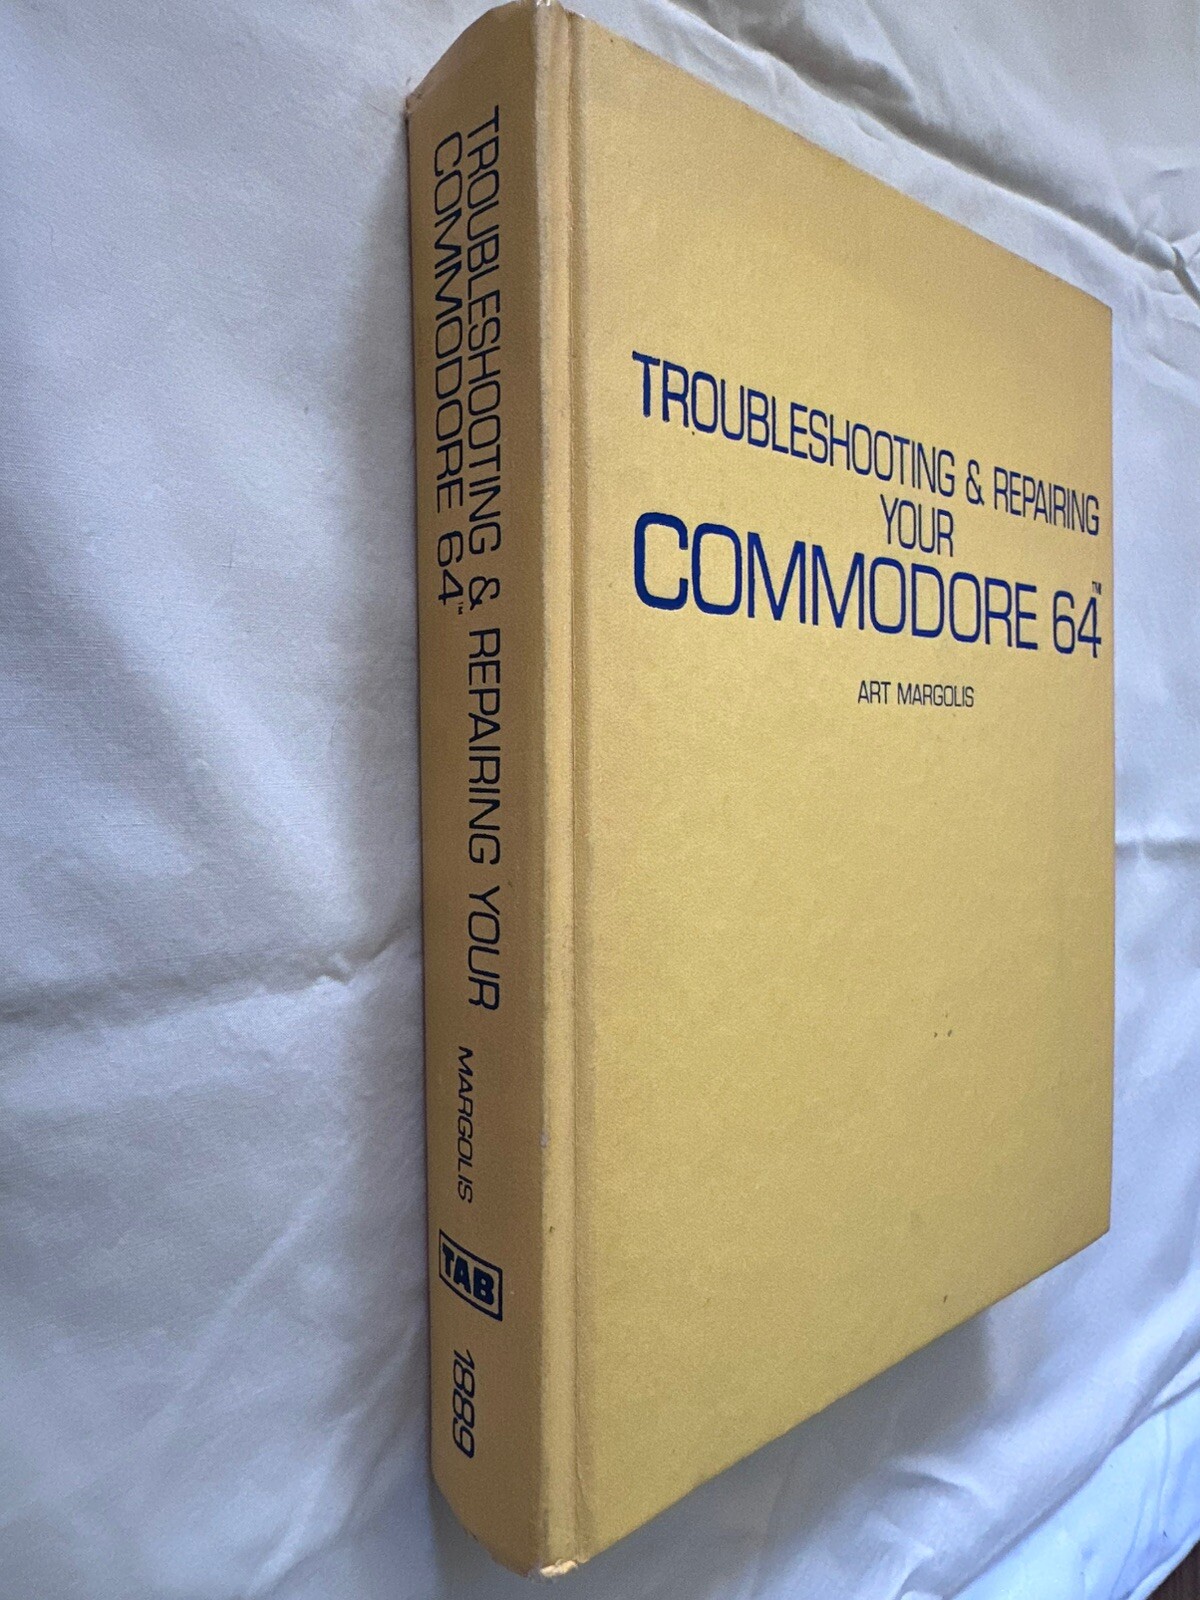 TROUBLESHOOTING & REPAIRING YOUR
COMMODORE 64™
MARGOLIS
TAB
1889
TROUBLESHOOTING & REPAIRING
YOUR
COMMODORE 64™
ART MARGOLIS